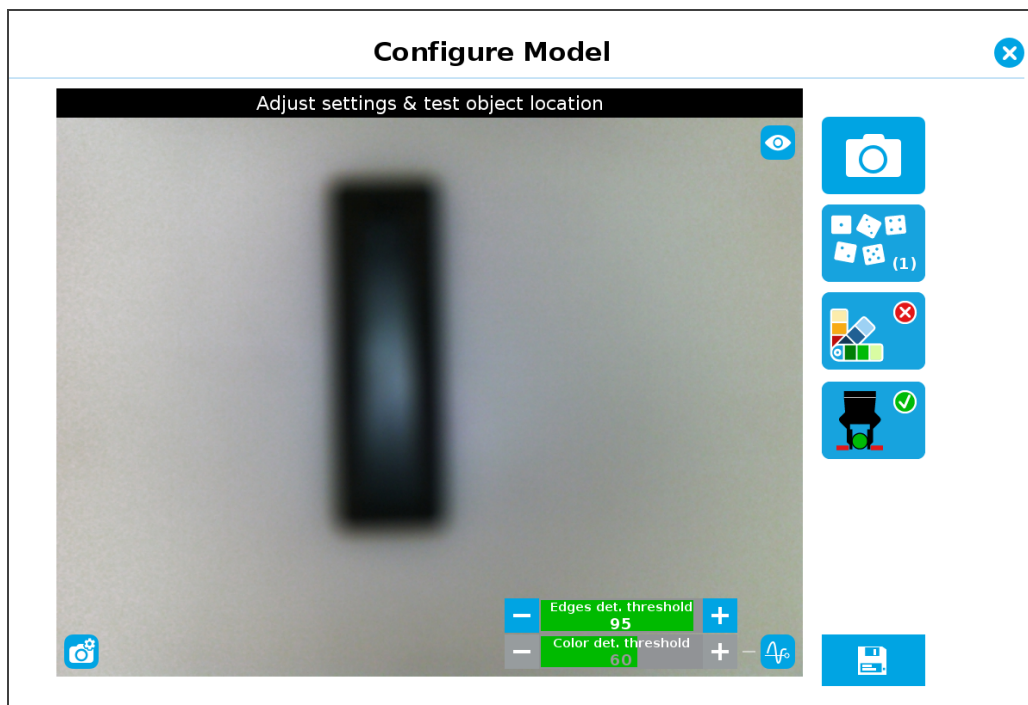 Configure Model
Adjust settings & test object location
(1)
Edges det. threshold
95
Color det. threshold
60